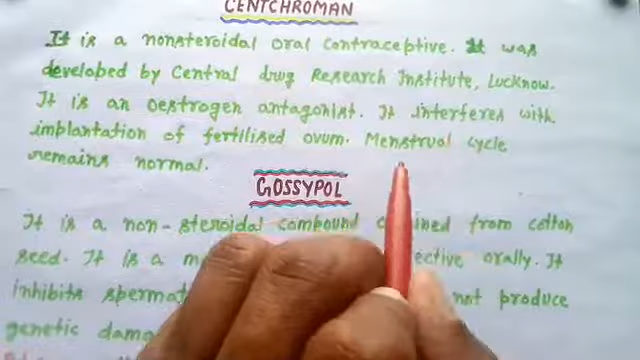 CENTCHROMAN
It is a nonsteroidal oral contraceptive. It was
developed by Central drug Research Institute, Lucknow.
It is an Oestrogen antagonist. It interferes with
implantation of fertilised ovum. Menstrual cycle
remains normal.
GOSSYPOL
It is a non-steroidal compound from cotton
seed. It is a orally. It
inhibits not produce
genetic